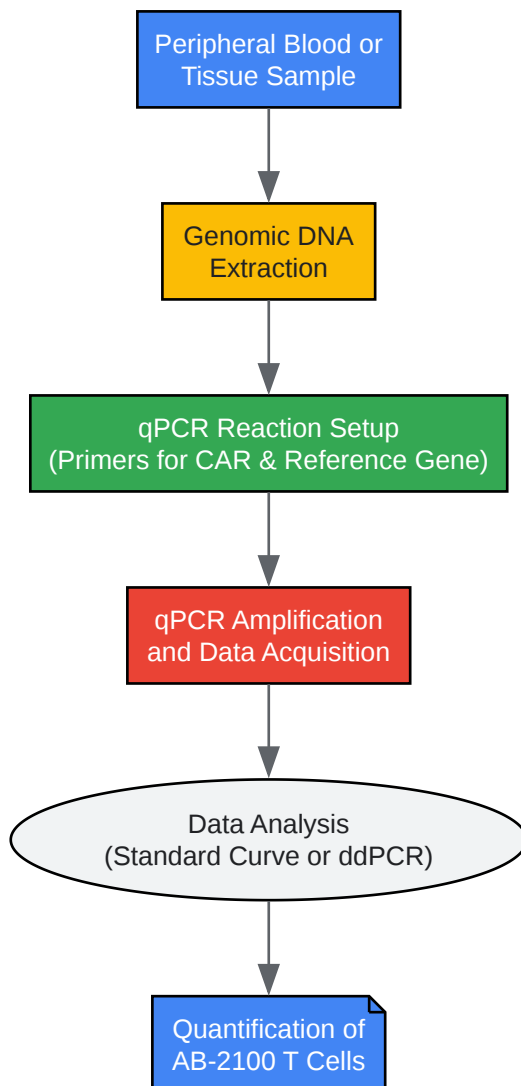 Peripheral Blood or
Tissue Sample
Genomic DNA
Extraction
qPCR Reaction Setup
(Primers for CAR & Reference Gene)
qPCR Amplification
and Data Acquisition
Data Analysis
(Standard Curve or ddPCR)
Quantification of
AB-2100 T Cells